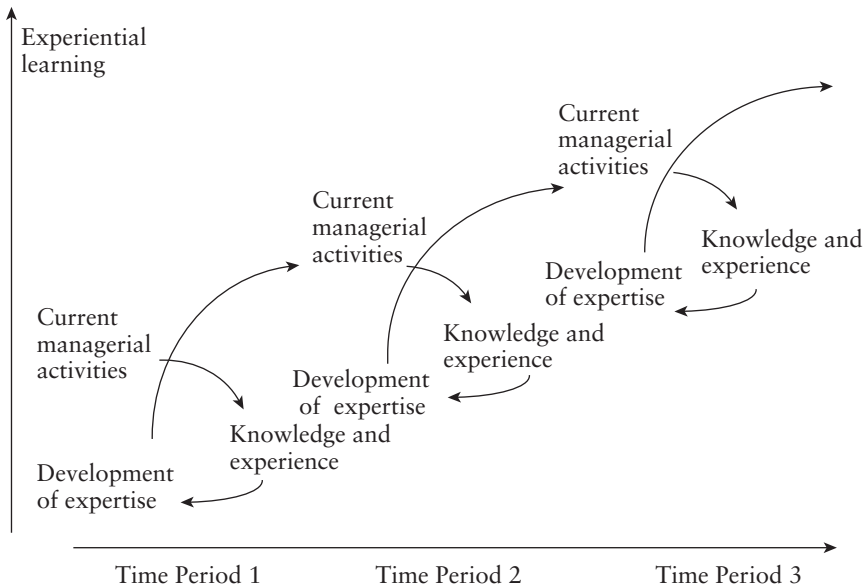 Experiential
learning
Current
managerial
activities
Knowledge and
experience
Development
of expertise
Current
managerial
activities
Knowledge and
experience
Development
of expertise
Current
managerial
activities
Knowledge and
experience
Development
of expertise
Time Period 1
Time Period 2
Time Period 3